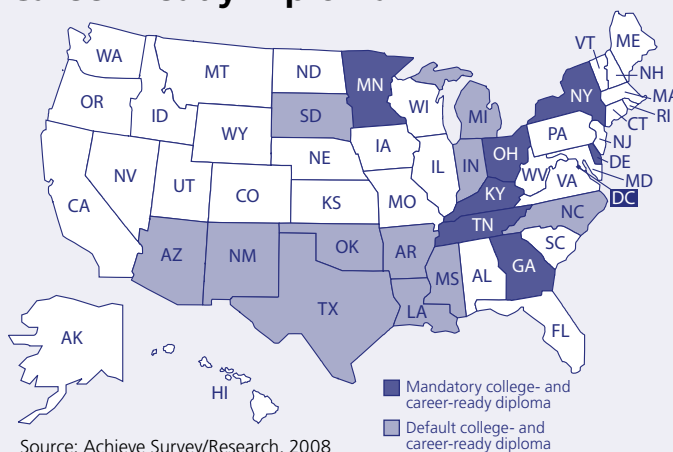 WA
MT
ND
MN
VT
ME
OR
ID
SD
WI
MI
NY
NH
MA
RI
CT
WY
IA
PA
NJ
NV
NE
IL
IN
OH
DE
UT
CO
WV
VA
MD
CA
KS
MO
KY
DC
AZ
NM
OK
AR
TN
NC
SC
TX
MS
AL
GA
LA
FL
AK
HI
Mandatory college- and
career-ready diploma
Default college- and
career-ready diploma
Source: Achieve Survey/Research, 2008